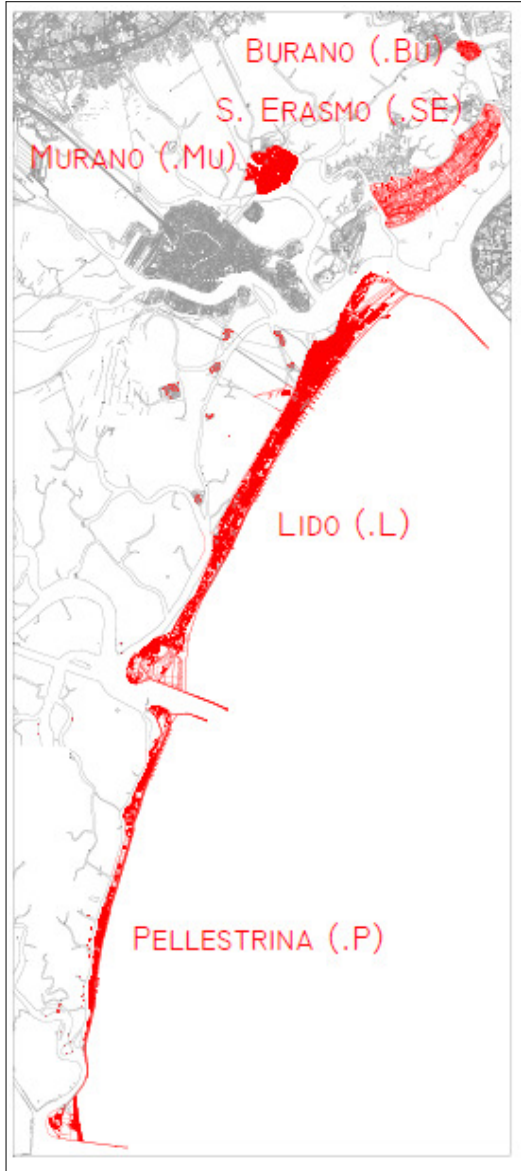 BURANO (.BU)
S. ERASMO (.SE)
MURANO (.MU)
LIDO (.L)
PELLESTRINA (.P)